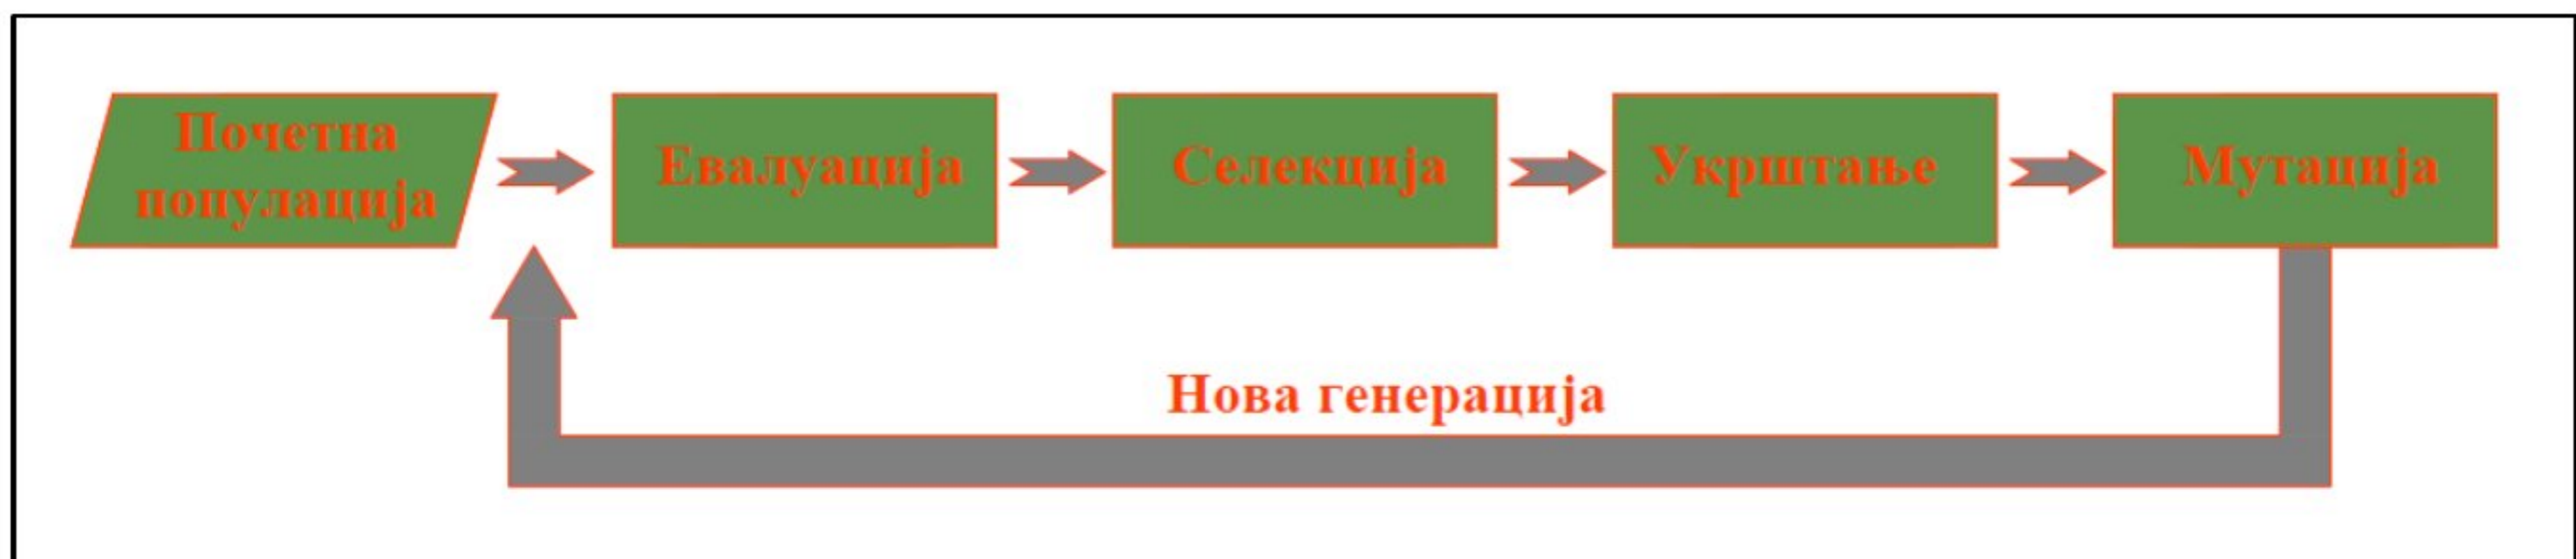 Почетна
популација
Евалуација
Селекција
Укрштање
Мутација
Нова генерација